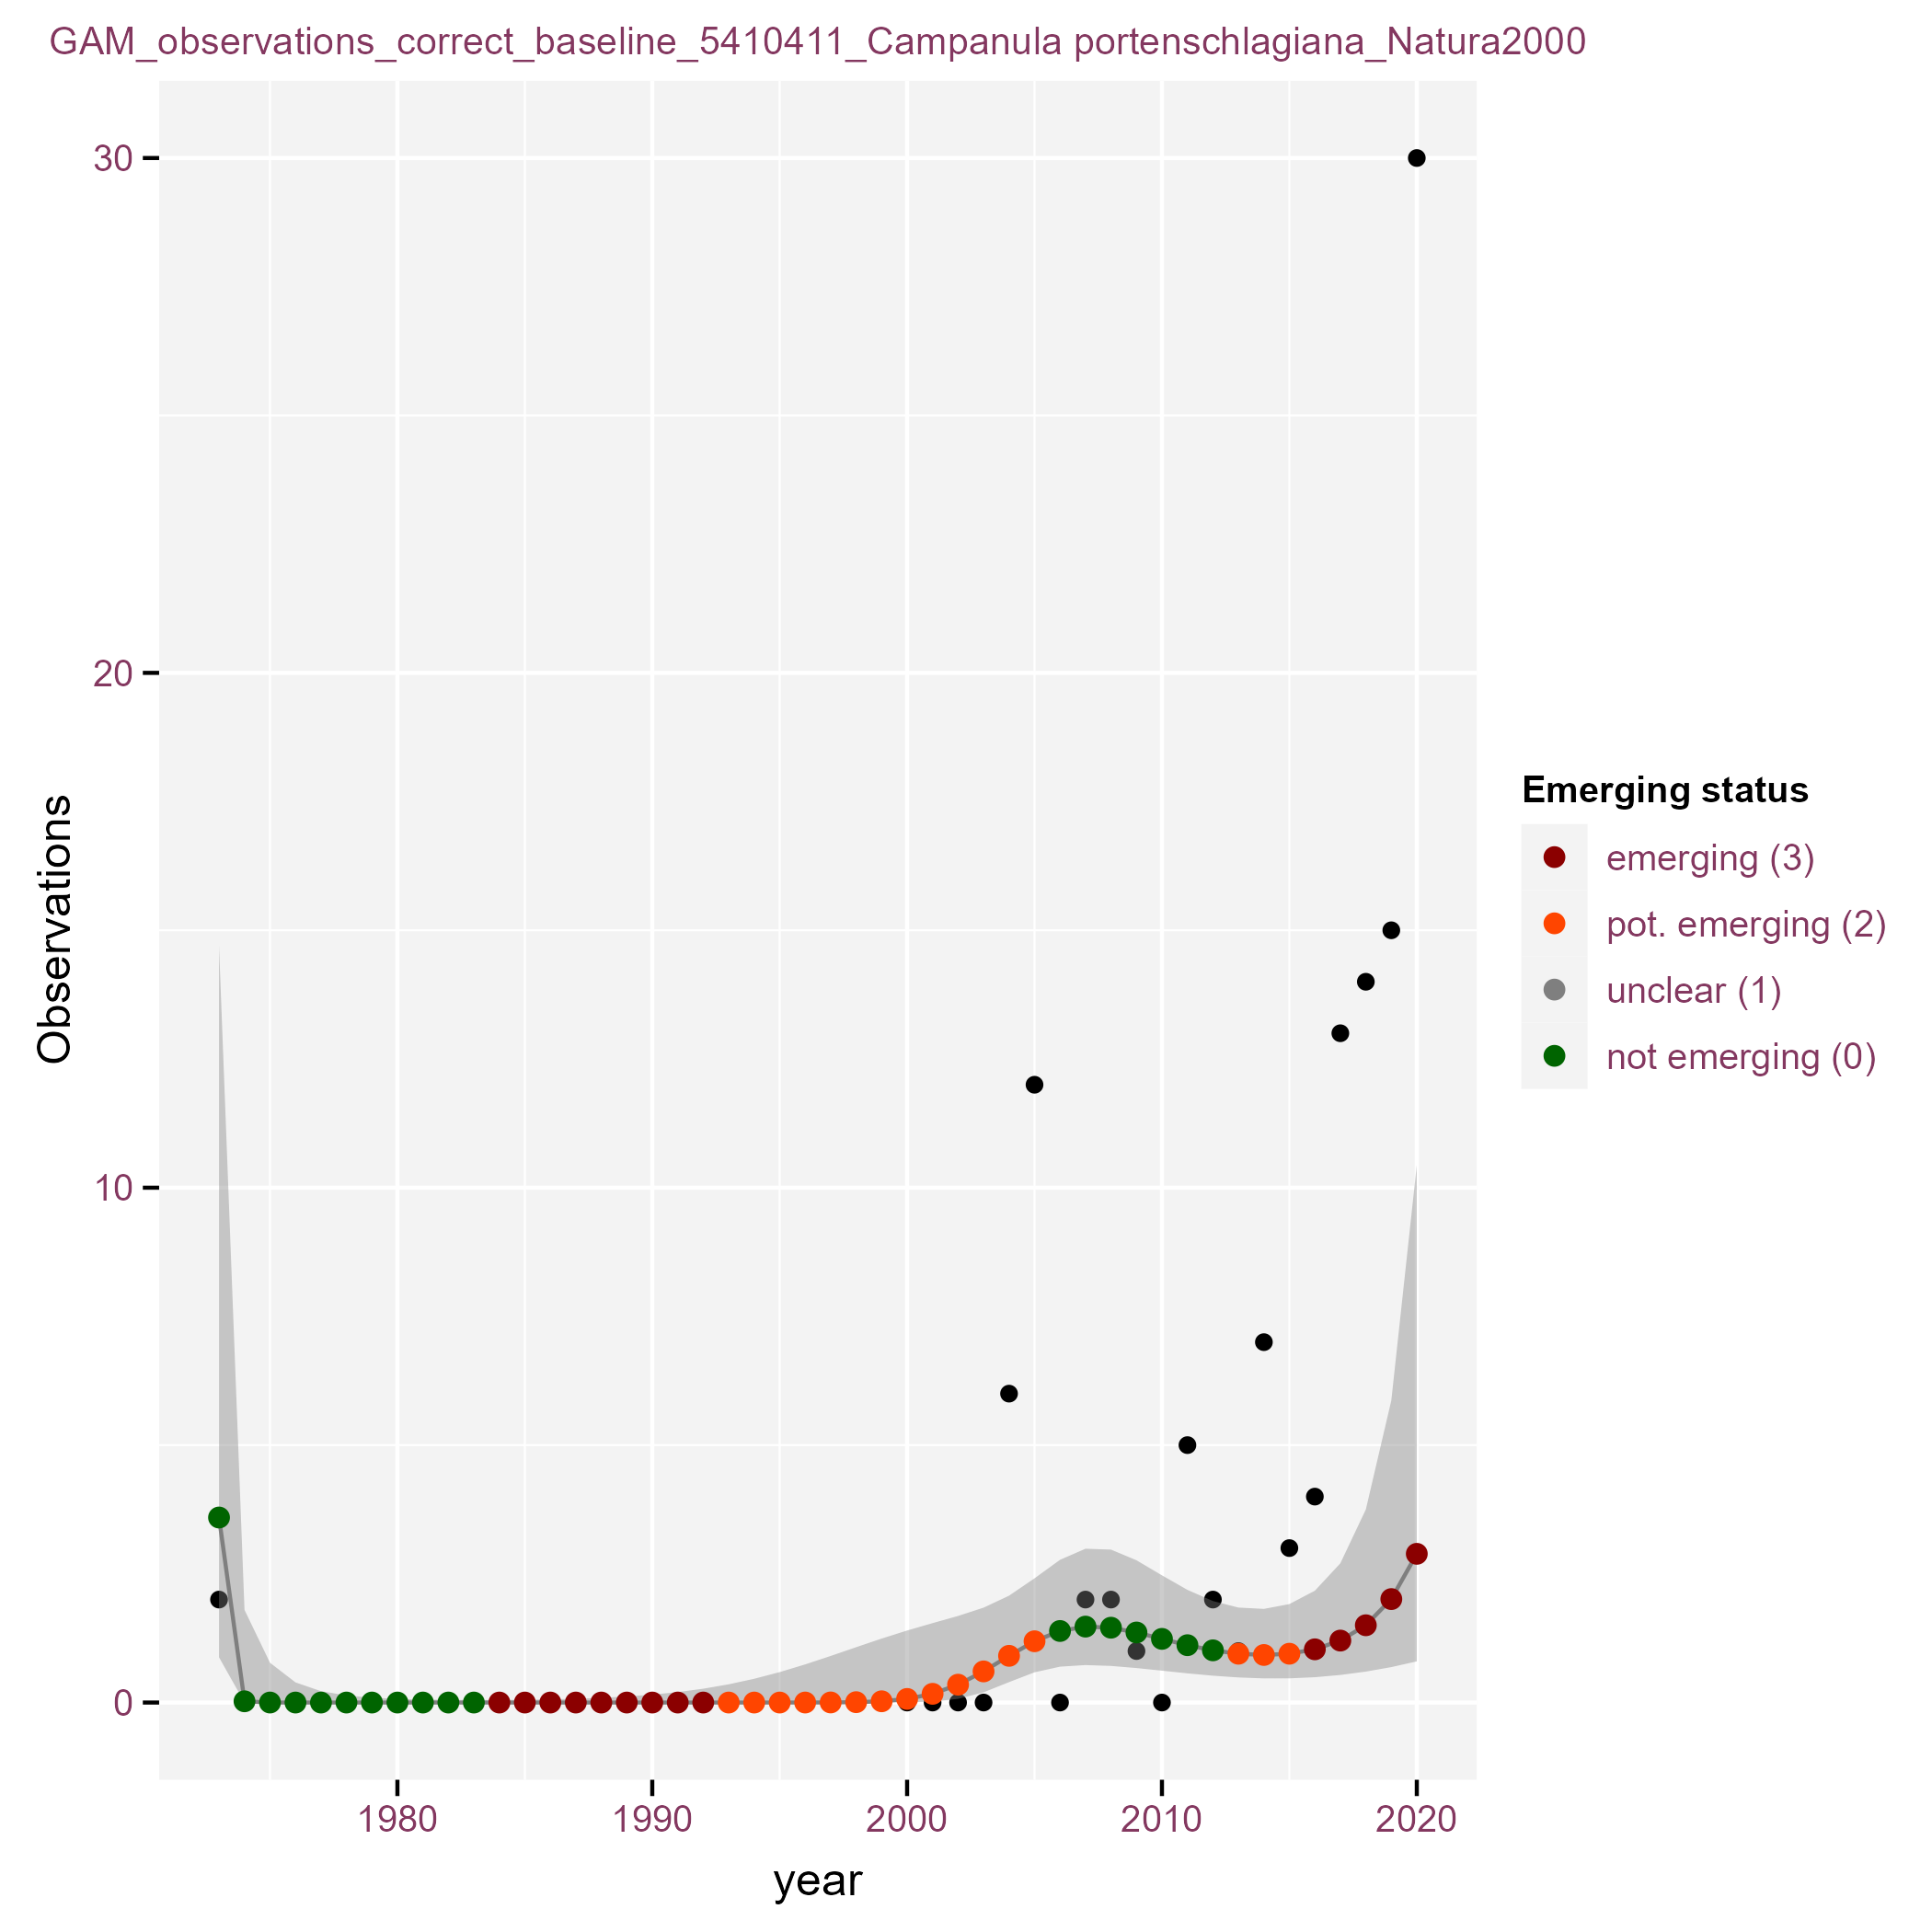 GAM_observations_correct_baseline_5410411_Campanula portenschlagiana_Natura2000
30
20
10
0
Observations
1980
1990
2000
2010
2020
year
Emerging status
emerging (3)
pot. emerging (2)
unclear (1)
not emerging (0)